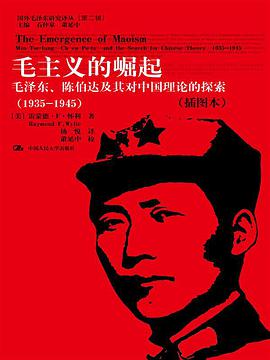 国外毛泽东研究译丛【第二辑】
主编 石仲泉 萧延中
The Emergence of Maoism
Mao Tse-tung, Ch'en Po-ta, and the Search for Chinese Theory, 1935-1945
毛主义的崛起
毛泽东、陈伯达及其对中国理论的探索
(1935-1945)
(插图本)
[美] 雷蒙德·F·怀利 著
Raymond F. Wylie
杨悦 译
萧延中 校
中国人民大学出版社